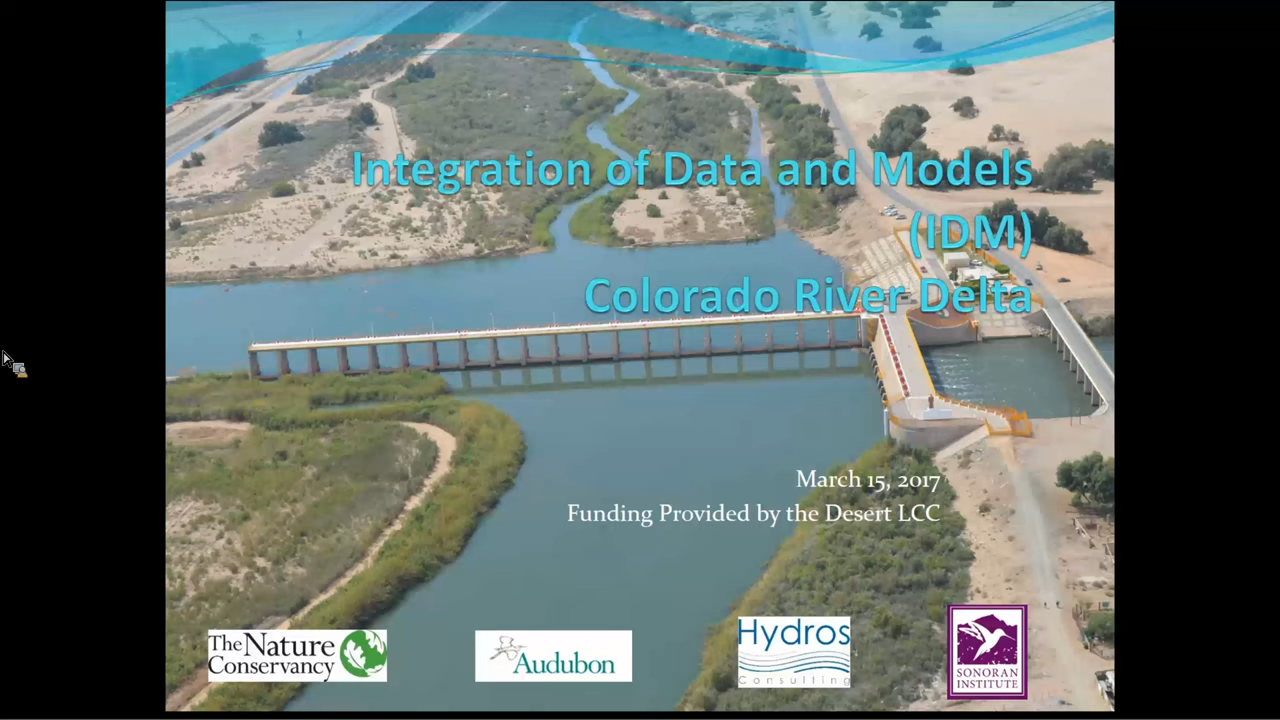 Integration of Data and Models
(IDM)
Colorado River Delta
March 15, 2017
Funding Provided by the Desert LCC
The Nature
Conservancy
Audubon
Hydros
Consulting
SONORAN
INSTITUTE